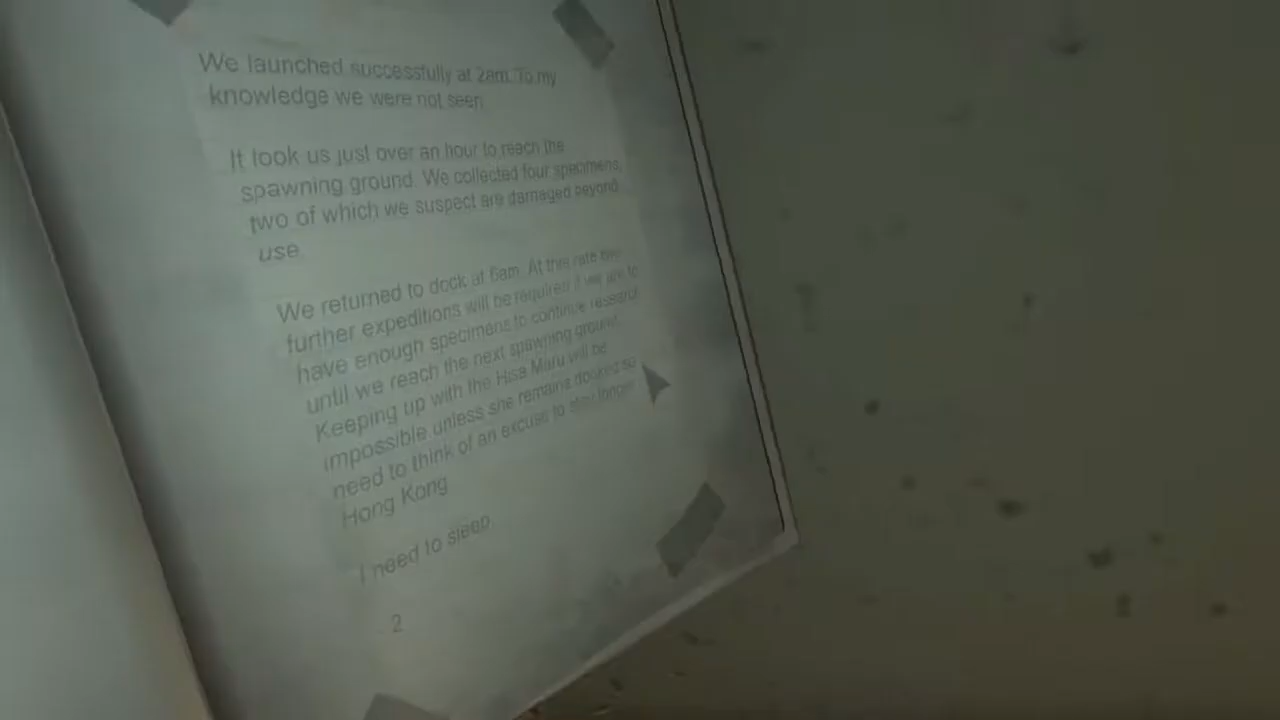 We launched successfully at 2am. To my
knowledge we were not seen.
It took us just over an hour to reach the
spawning ground. We collected four specimens,
two of which we suspect are damaged beyond
use.
We returned to dock at 6am. At this rate two
further expeditions will be required if we are to
have enough specimens to continue research
until we reach the next spawning ground.
Keeping up with the Hisa Maru will be
impossible unless she remains docked so
need to think of an excuse to stay longer
Hong Kong
I need to sleep
2